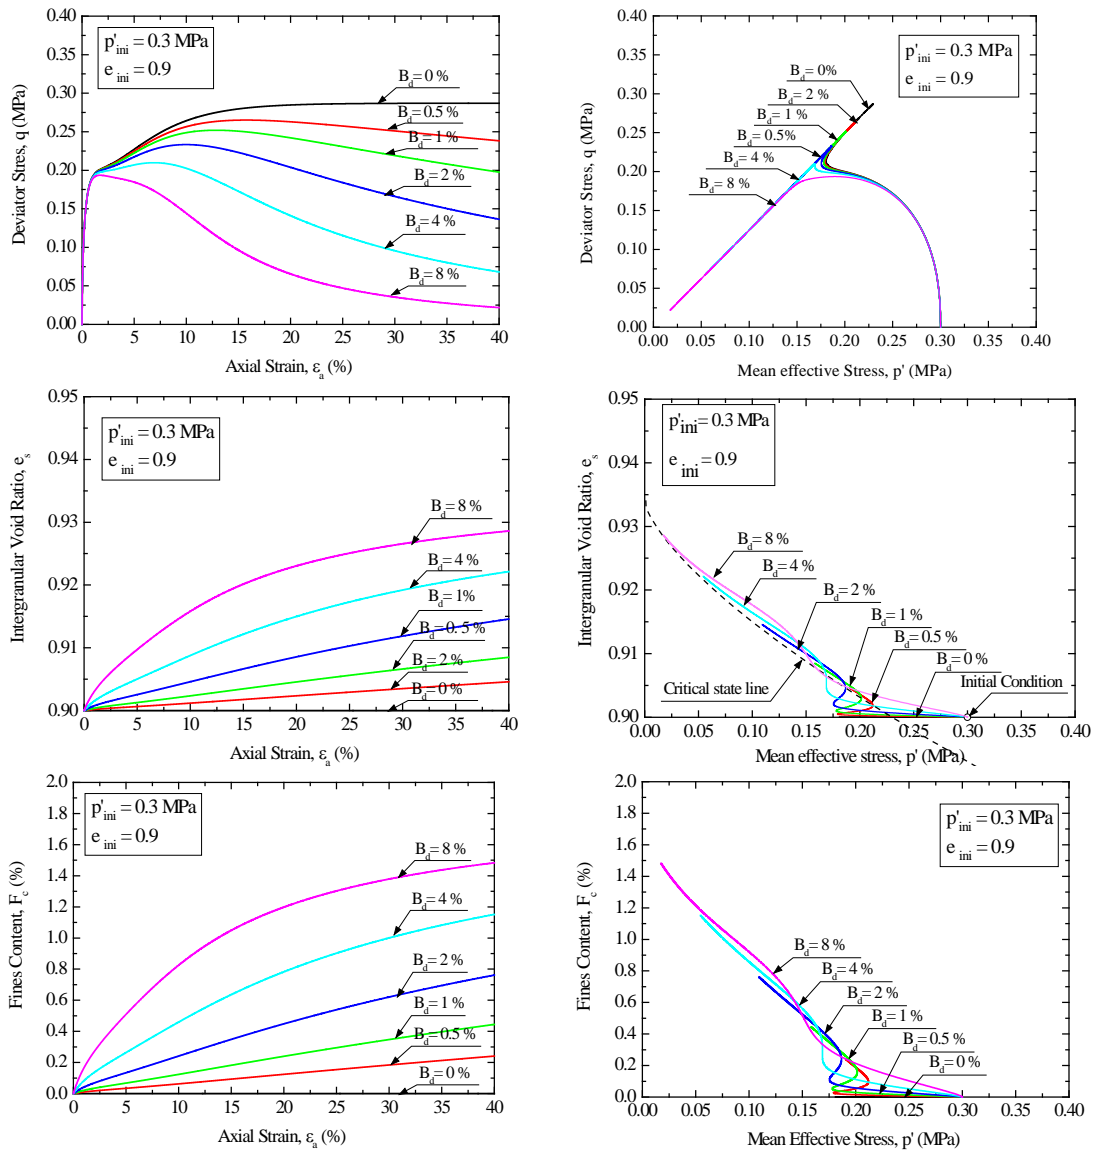 0.40
0.35
0.30
0.25
0.20
0.15
0.10
0.05
0.00
Deviator Stres, q (MPa)
p'ini = 0.3 MPa
e ini = 0.9
Bd= 0 %
Bd= 0.5 %
Bd= 1 %
Bd= 2 %
Bd= 4 %
Bd= 8 %
0 5 10 15 20 25 30 35 40
Axial Strain, εa (%)
0.40
0.35
0.30
0.25
0.20
0.15
0.10
0.05
0.00
Deviator Stres, q (MPa)
p'ini = 0.3 MPa
e ini = 0.9
Bd= 0%
Bd= 2 %
Bd= 1 %
Bd= 0.5%
Bd= 4 %
Bd= 8 %
0.00 0.05 0.10 0.15 0.20 0.25 0.30 0.35 0.40
Mean effective Stress, p' (MPa)
0.95
0.94
0.93
0.92
0.91
0.90
Intergranular Void Ratio, es
p'ini = 0.3 MPa
e ini = 0.9
Bd= 8 %
Bd= 4 %
Bd= 1%
Bd= 0.5 %
Bd= 2 %
Bd= 0 %
0 5 10 15 20 25 30 35 40
Axial Strain, εa (%)
0.95
0.94
0.93
0.92
0.91
0.90
Intergranular Void Ratio, es
p'ini = 0.3 MPa
e ini = 0.9
Bd= 8 %
Bd= 4 %
Bd= 2 %
Bd= 1 %
Bd= 0.5 %
Bd= 0 %
Initial Condition
Critical state line
0.00 0.05 0.10 0.15 0.20 0.25 0.30 0.35 0.40
Mean effective stress, p' (MPa)
2.0
1.8
1.6
1.4
1.2
1.0
0.8
0.6
0.4
0.2
0.0
Fines Content, Fc (%)
p'ini = 0.3 MPa
e ini = 0.9
Bd= 8 %
Bd= 4 %
Bd= 2 %
Bd= 1 %
Bd= 0.5 %
Bd= 0 %
0 5 10 15 20 25 30 35 40
Axial Strain, εa (%)
2.0
1.8
1.6
1.4
1.2
1.0
0.8
0.6
0.4
0.2
0.0
Fines Content, Fc (%)
p'ini = 0.3 MPa
e ini = 0.9
Bd= 8 %
Bd= 4 %
Bd= 2 %
Bd= 1 %
Bd= 0.5 %
Bd= 0 %
0.00 0.05 0.10 0.15 0.20 0.25 0.30 0.35 0.40
Mean Effective Stress, p' (MPa)